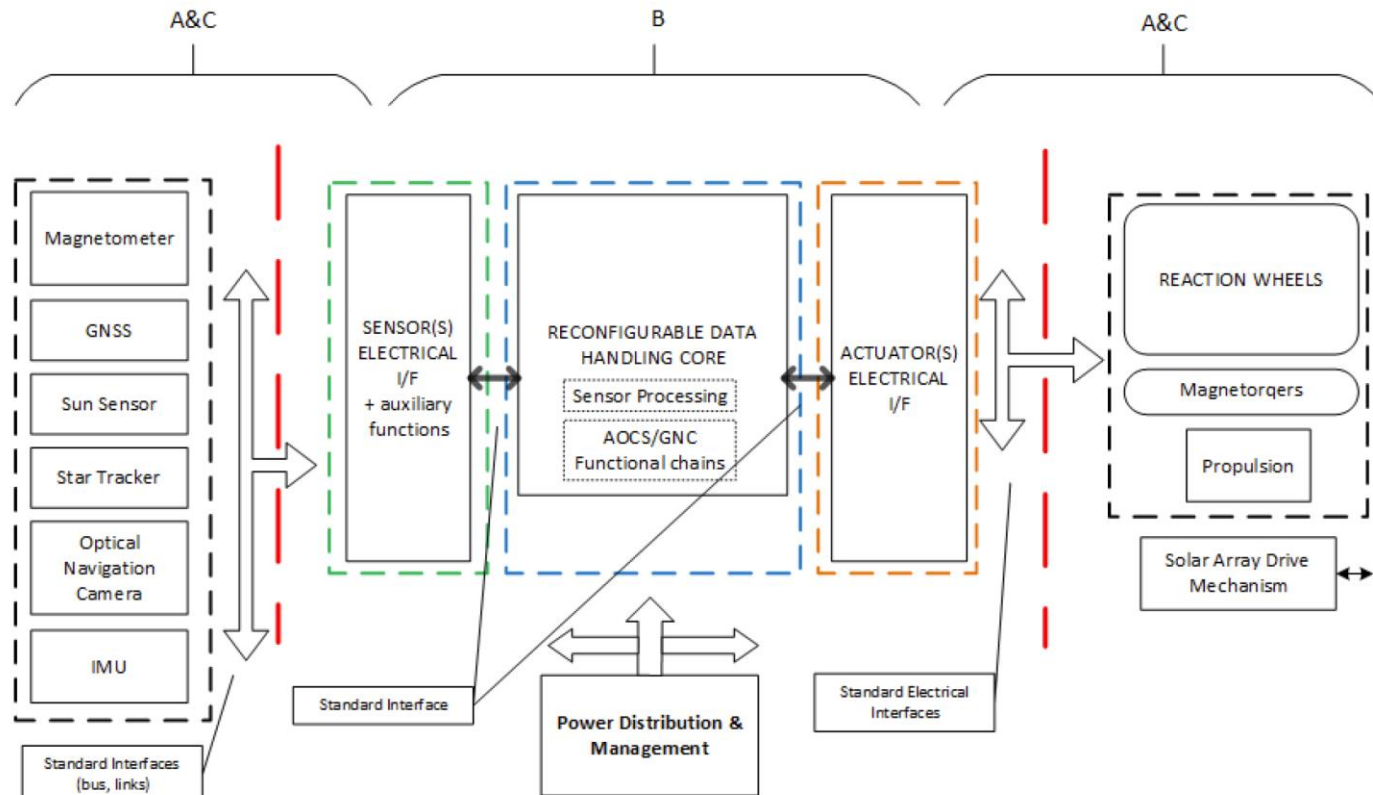 A&C
B
A&C
Magnetometer
GNSS
Sun Sensor
Star Tracker
Optical
Navigation
Camera
IMU
Standard Interfaces
(bus, links)
SENSOR(S)
ELECTRICAL
I/F
+ auxiliary
functions
RECONFIGURABLE DATA
HANDLING CORE
Sensor Processing
AOCS/GNC
Functional chains
ACTUATOR(S)
ELECTRICAL
I/F
Standard Interface
Power Distribution &
Management
Standard Electrical
Interfaces
REACTION WHEELS
Magnetorqers
Propulsion
Solar Array Drive
Mechanism